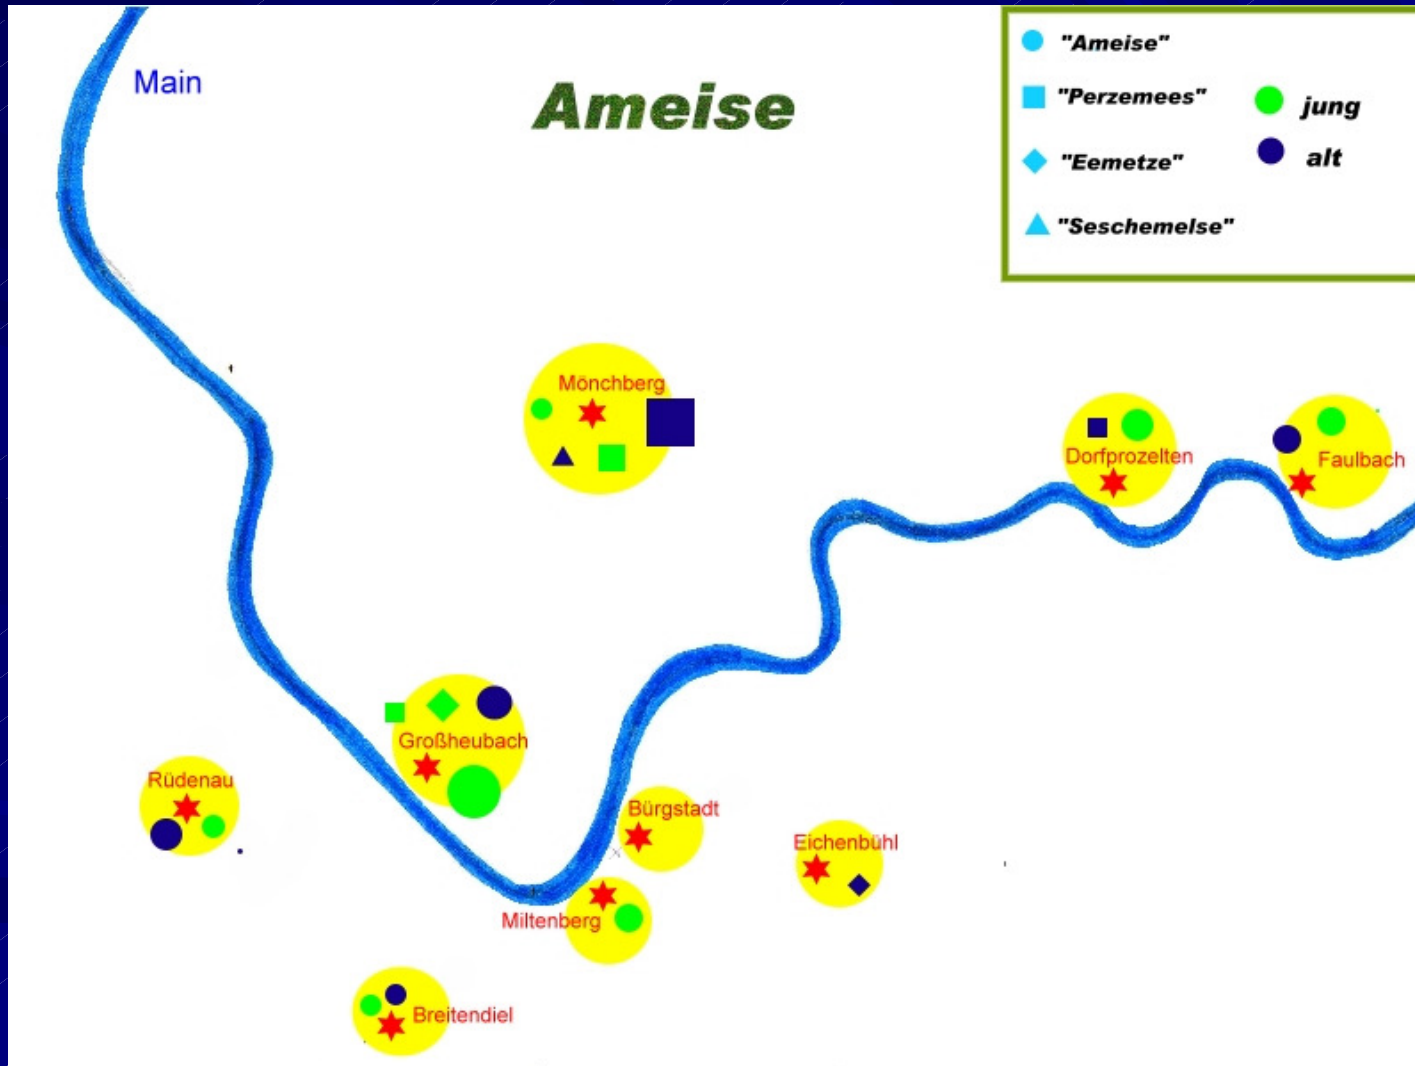 Main
Ameise
"Ameise"
"Perzemees"
"Eemetze"
"Seschemelse"
jung
alt
Mönchberg
Dorfprozelten
Faulbach
Großheubach
Rüdenau
Bürgstadt
Eichenbühl
Miltenberg
Breitendiel